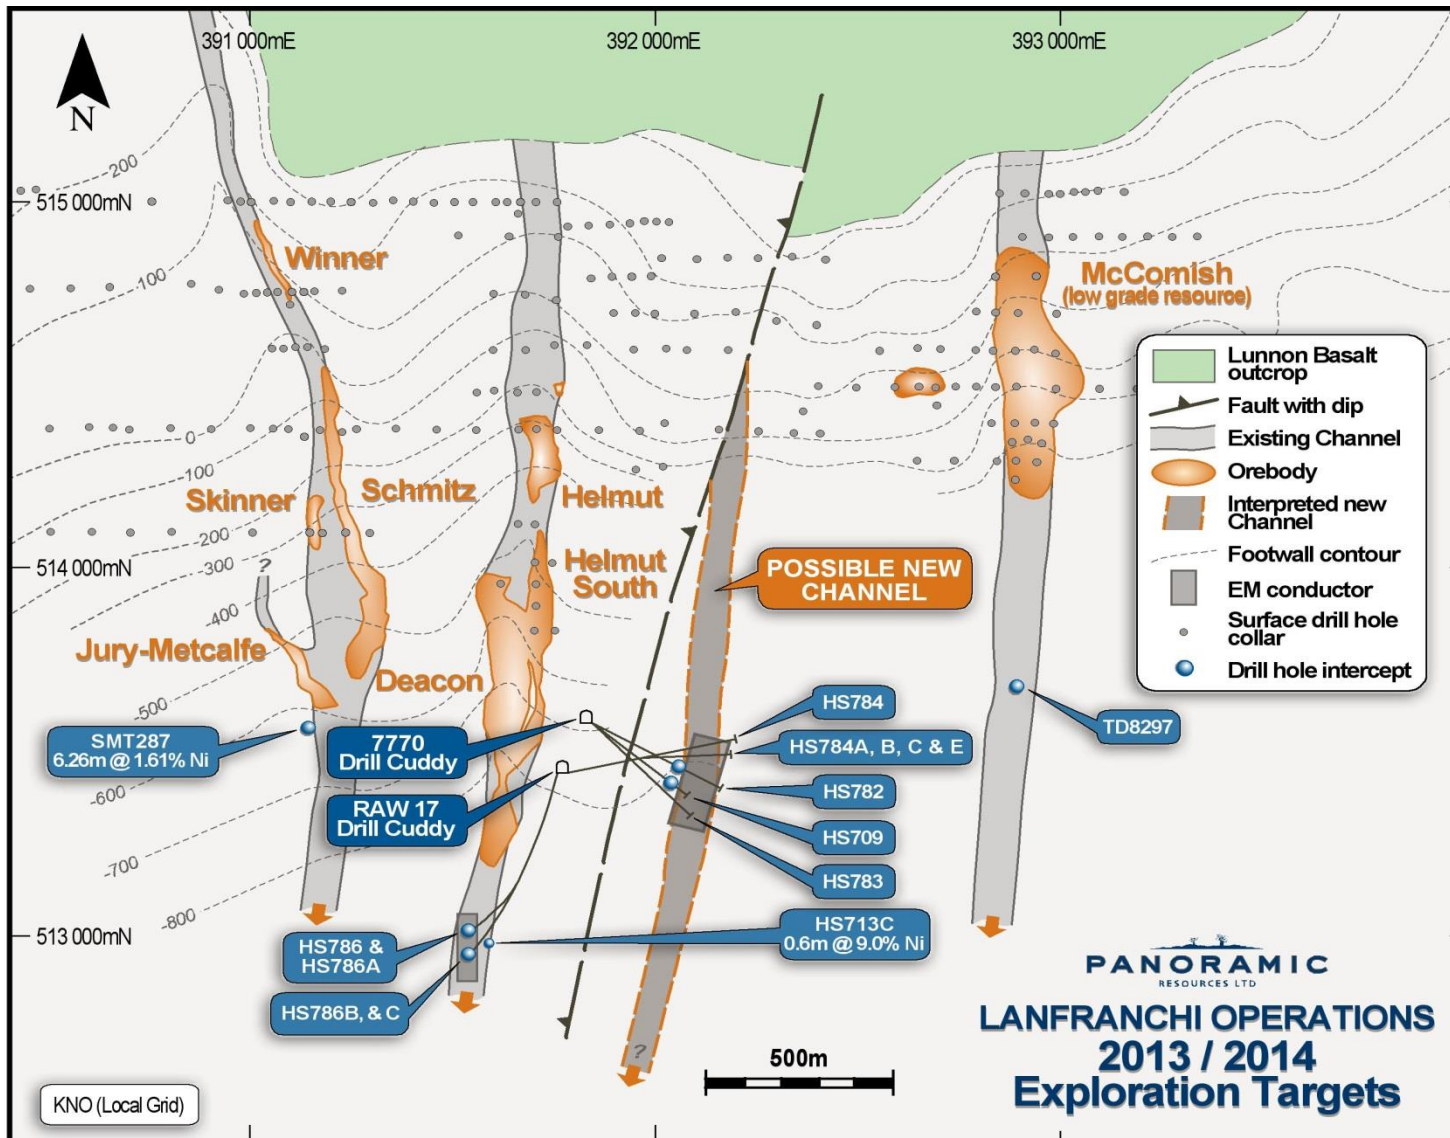 391 000mE
392 000mE
393 000mE
N
200
515 000mN
Winner
100
McComish
(low grade resource)
Lunnon Basalt
outcrop
Fault with dip
Existing Channel
Orebody
Interpreted new
Channel
Footwall contour
EM conductor
Surface drill hole
collar
Drill hole intercept
0
-100
Skinner
Schmitz
Helmut
-200
-300
514 000mN
?
Helmut
South
POSSIBLE NEW
CHANNEL
-400
Jury-Metcalfe
Deacon
-500
HS784
TD8297
SMT287
6.26m @ 1.61% Ni
7770
Drill Cuddy
HS784A, B, C & E
-600
HS782
RAW 17
Drill Cuddy
HS709
-700
HS783
-800
513 000mN
HS786 &
HS786A
HS713C
0.6m @ 9.0% Ni
HS786B, & C
PANORAMIC
RESOURCES LTD
LANFRANCHI OPERATIONS
2013 / 2014
Exploration Targets
?
500m
KNO (Local Grid)